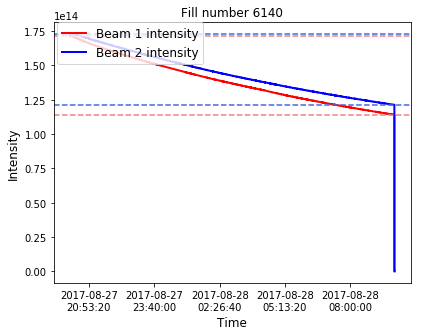 Fill number 6140
1e14
Beam 1 intensity
Beam 2 intensity
1.75
1.50
1.25
1.00
0.75
0.50
0.25
0.00
Intensity
2017-08-27 2017-08-27 2017-08-28 2017-08-28 2017-08-28
20:53:20 23:40:00 02:26:40 05:13:20 08:00:00
Time